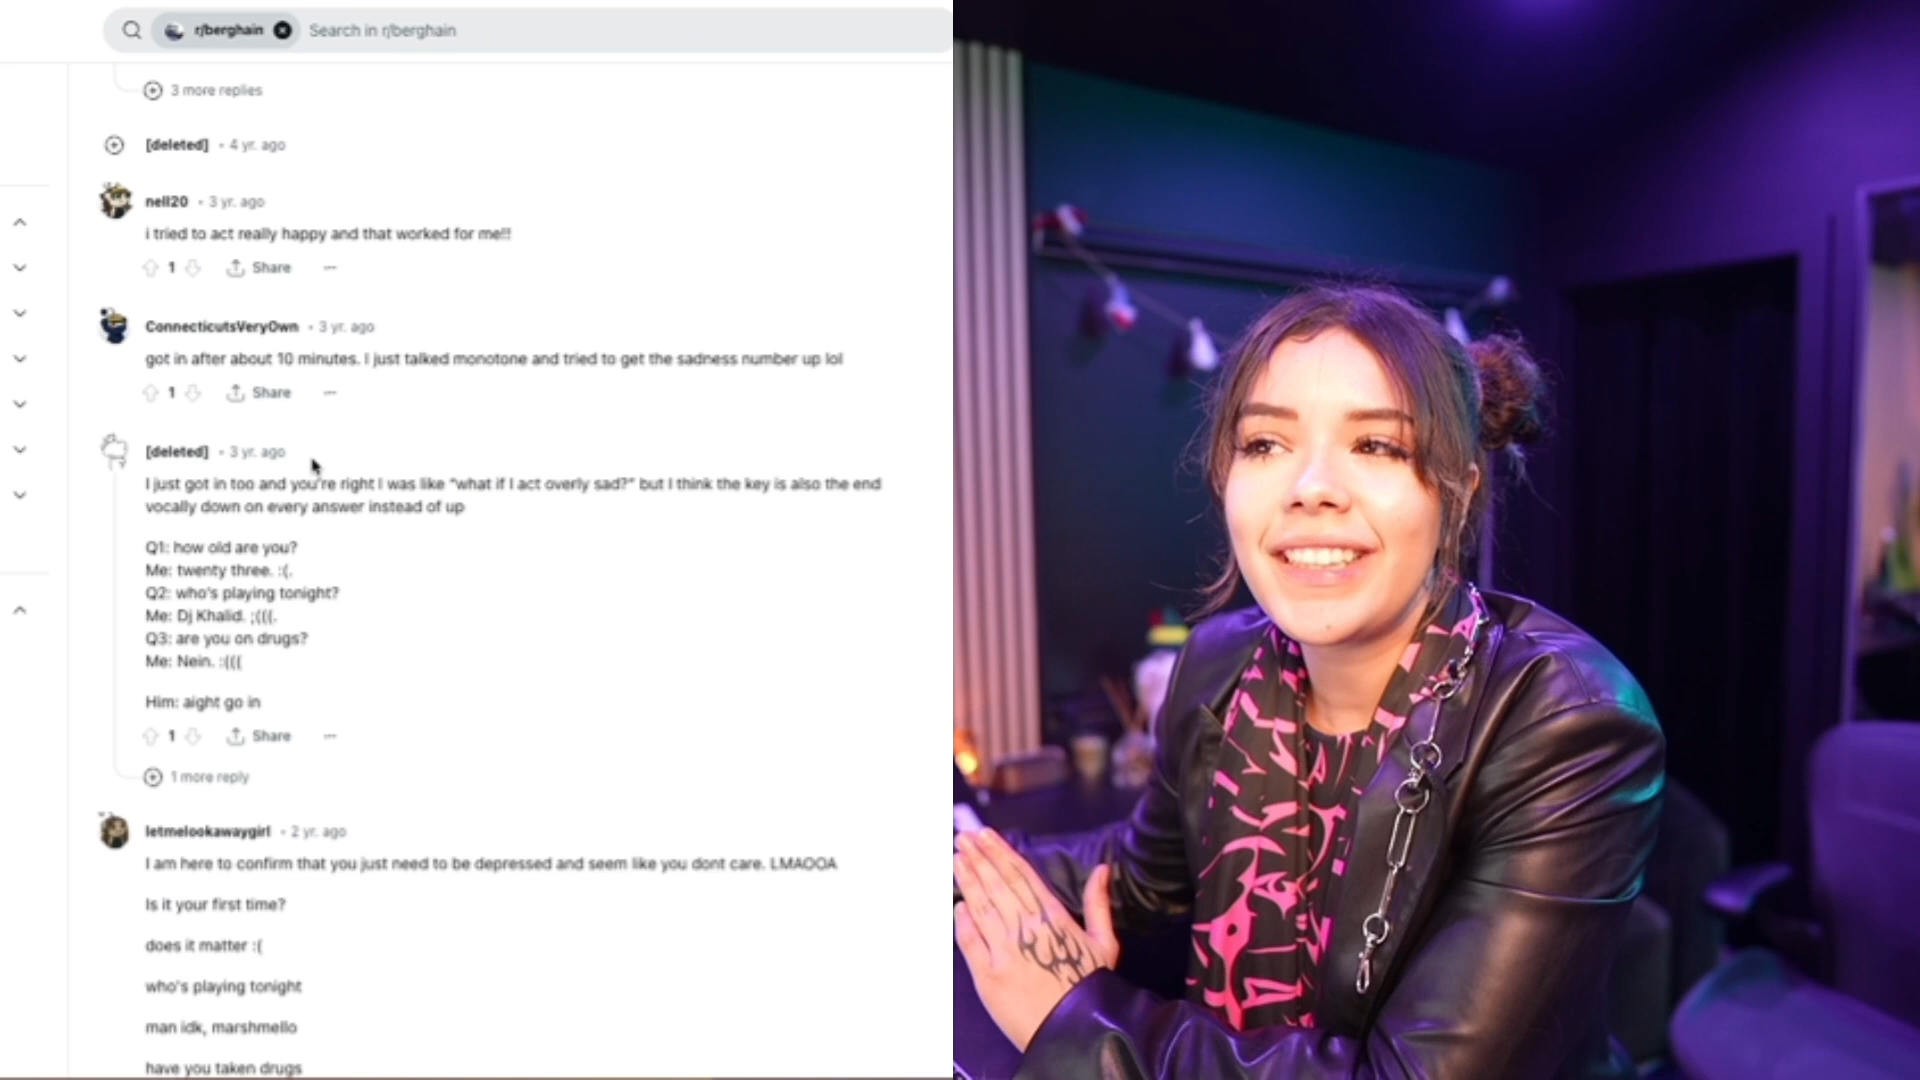 r/berghain Search in r/berghain
3 more replies
[deleted] • 4 yr. ago
nell20 • 3 yr. ago
i tried to act really happy and that worked for me!!
1 Share ...
ConnecticutsVeryOwn • 3 yr. ago
got in after about 10 minutes. I just talked monotone and tried to get the sadness number up lol
1 Share ...
[deleted] • 3 yr. ago
I just got in too and you're right I was like “what if I act overly sad?” but I think the key is also the end
vocally down on every answer instead of up
Q1: how old are you?
Me: twenty three. :(.
Q2: who's playing tonight?
Me: Dj Khalid. ;(((.
Q3: are you on drugs?
Me: Nein. :(((
Him: aight go in
1 Share ...
1 more reply
letmelookawaygirl • 2 yr. ago
I am here to confirm that you just need to be depressed and seem like you dont care. LMAOOA
Is it your first time?
does it matter :(
who's playing tonight
man idk, marshmello
have you taken drugs